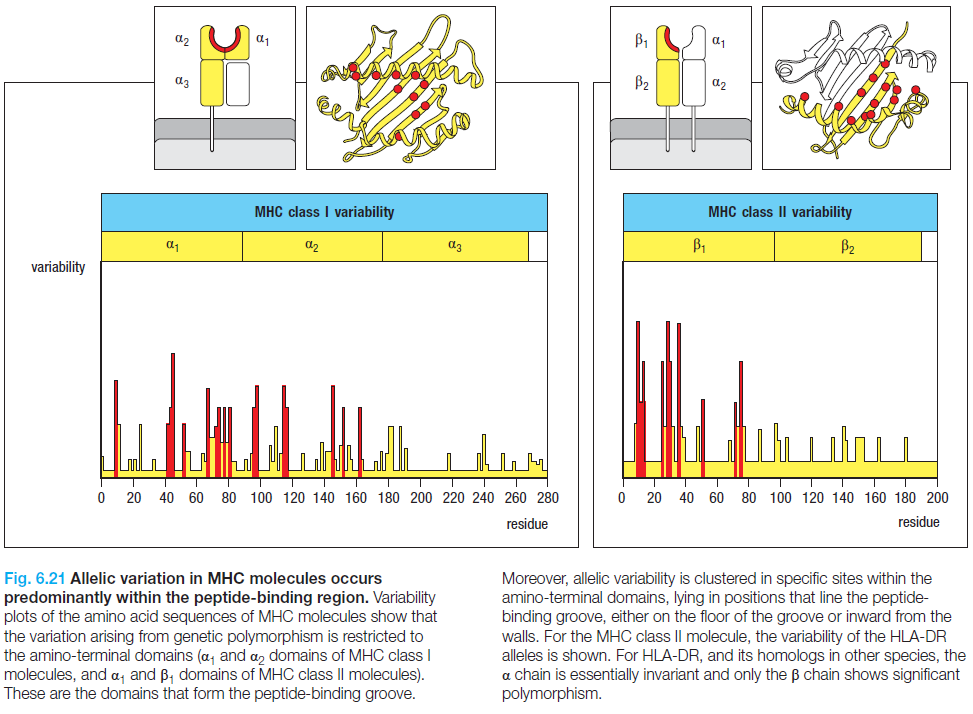 α2 α1
α3
β1 α1
β2 α2
MHC class I variability
α1 α2 α3
variability
0 20 40 60 80 100 120 140 160 180 200 220 240 260 280
residue
MHC class II variability
β1 β2
0 20 40 60 80 100 120 140 160 180 200
residue
Fig. 6.21 Allelic variation in MHC molecules occurs
predominantly within the peptide-binding region. Variability
plots of the amino acid sequences of MHC molecules show that
the variation arising from genetic polymorphism is restricted to
the amino-terminal domains (α1 and α2 domains of MHC class I
molecules, and α1 and β1 domains of MHC class II molecules).
These are the domains that form the peptide-binding groove.
Moreover, allelic variability is clustered in specific sites within the
amino-terminal domains, lying in positions that line the peptide-
binding groove, either on the floor of the groove or inward from the
walls. For the MHC class II molecule, the variability of the HLA-DR
alleles is shown. For HLA-DR, and its homologs in other species, the
α chain is essentially invariant and only the β chain shows significant
polymorphism.